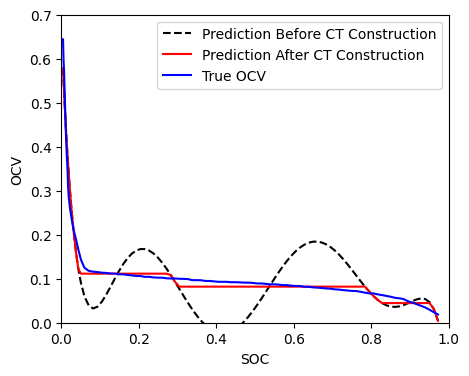 Prediction Before CT Construction
Prediction After CT Construction
True OCV
OCV
0.7
0.6
0.5
0.4
0.3
0.2
0.1
0.0
0.0 0.2 0.4 0.6 0.8 1.0
SOC